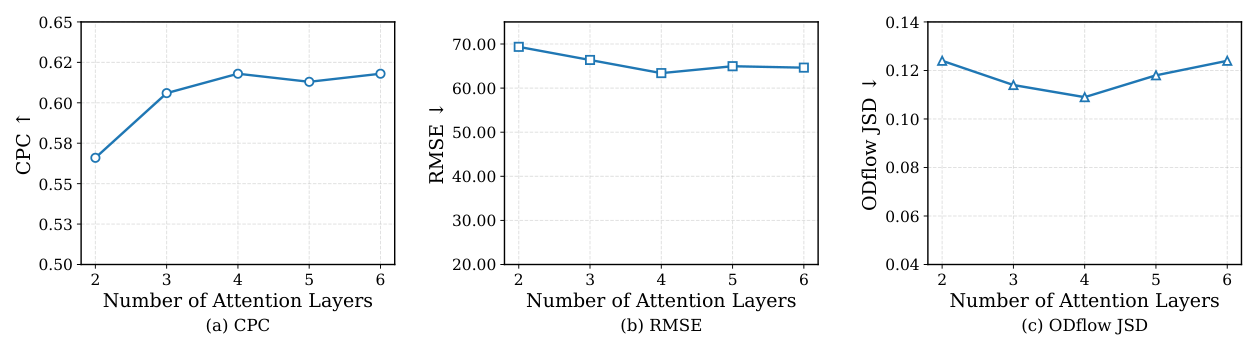 0.65
0.62
0.60
0.58
0.55
0.53
0.50
CPC ↑
2 3 4 5 6
Number of Attention Layers
(a) CPC
70.00
60.00
50.00
40.00
30.00
20.00
RMSE ↓
2 3 4 5 6
Number of Attention Layers
(b) RMSE
0.14
0.12
0.10
0.08
0.06
0.04
ODflow JSD ↓
2 3 4 5 6
Number of Attention Layers
(c) ODflow JSD